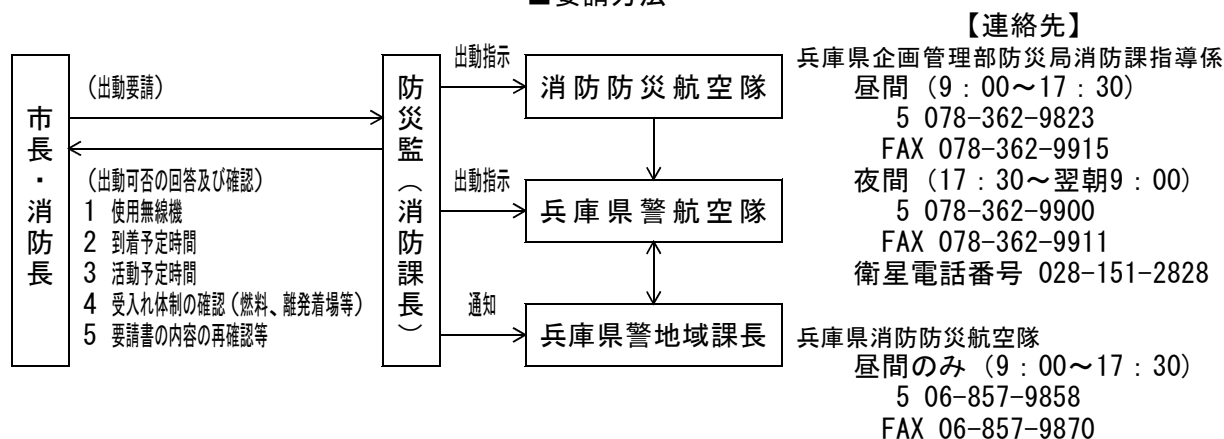 ■要請方法
市長・消防長
（出動要請）
（出動可否の回答及び確認）
1 使用無線機
2 到着予定時間
3 活動予定時間
4 受入れ体制の確認（燃料、離発着場等）
5 要請書の内容の再確認等
防災監（消防課長）
出動指示
消防防災航空隊
出動指示
兵庫県警航空隊
通知
兵庫県警地域課長
【連絡先】
兵庫県企画管理部防災局消防課指導係
昼間（9：00～17：30）
5 078-362-9823
FAX 078-362-9915
夜間（17：30～翌朝9：00）
5 078-362-9900
FAX 078-362-9911
衛星電話番号 028-151-2828
兵庫県消防防災航空隊
昼間のみ（9：00～17：30）
5 06-857-9858
FAX 06-857-9870